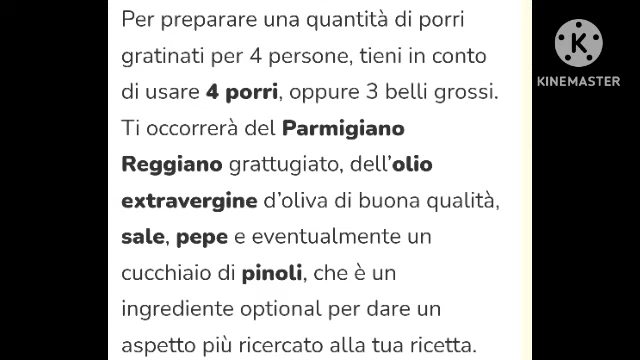 Per preparare una quantità di porri
gratinati per 4 persone, tieni in conto
di usare 4 porri, oppure 3 belli grossi.
Ti occorrerà del Parmigiano
Reggiano grattugiato, dell'olio
extravergine d'oliva di buona qualità,
sale, pepe e eventualmente un
cucchiaio di pinoli, che è un
ingrediente optional per dare un
aspetto più ricercato alla tua ricetta.
K
KINEMASTER